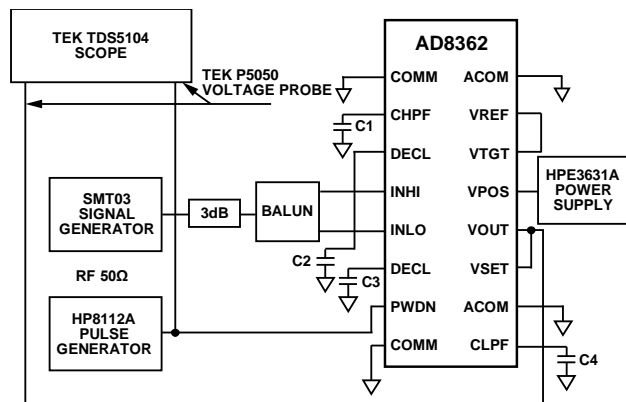 TEK TDS5104
SCOPE
TEK P5050
VOLTAGE PROBE
AD8362
COMM
ACOM
CHPF
VREF
C1
DECL
VTGT
SMT03
SIGNAL
GENERATOR
3dB
BALUN
INHI
VPOS
HPE3631A
POWER
SUPPLY
INLO
VOUT
C2
RF 50Ω
C3
DECL
VSET
HP8112A
PULSE
GENERATOR
PWDN
ACOM
COMM
CLPF
C4